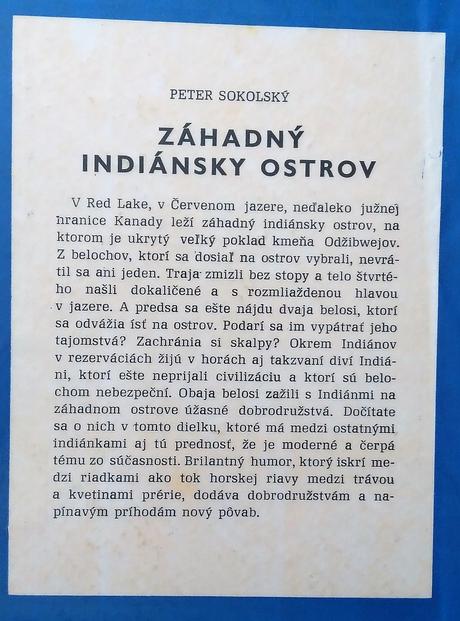 PETER SOKOLSKÝ
ZÁHADNÝ
INDIÁNSKY OSTROV
V Red Lake, v Červenom jazere, neďaleko južnej
hranice Kanady leží záhadný indiánsky ostrov, na
ktorom je ukrytý veľký poklad kmeňa Odžibwejov.
Z belochov, ktorí sa dosiaľ na ostrov vybrali, nevrá-
til sa ani jeden. Traja zmizli bez stopy a telo štvrté-
ho našli dokaličené a s rozmliaždenou hlavou
v jazere. A predsa sa ešte nájdu dvaja belosi, ktorí
sa odvážia ísť na ostrov. Podarí sa im vypátrať jeho
tajomstvá? Zachránia si skalpy? Okrem Indiánov
v rezerváciách žijú v horách aj takzvaní diví Indiá-
ni, ktorí ešte neprijali civilizáciu a ktorí sú belo-
chom nebezpeční. Obaja belosi zažili s Indiánmi na
záhadnom ostrove úžasné dobrodružstvá. Dočítate
sa o nich v tomto dielku, ktoré má medzi ostatnými
indiánkami aj tú prednosť, že je moderné a čerpá
tému zo súčasnosti. Brilantný humor, ktorý iskrí me-
dzi riadkami ako tok horskej riavy medzi trávou
a kvetinami prérie, dodáva dobrodružstvám a na-
pínavým príhodám nový pôvab.